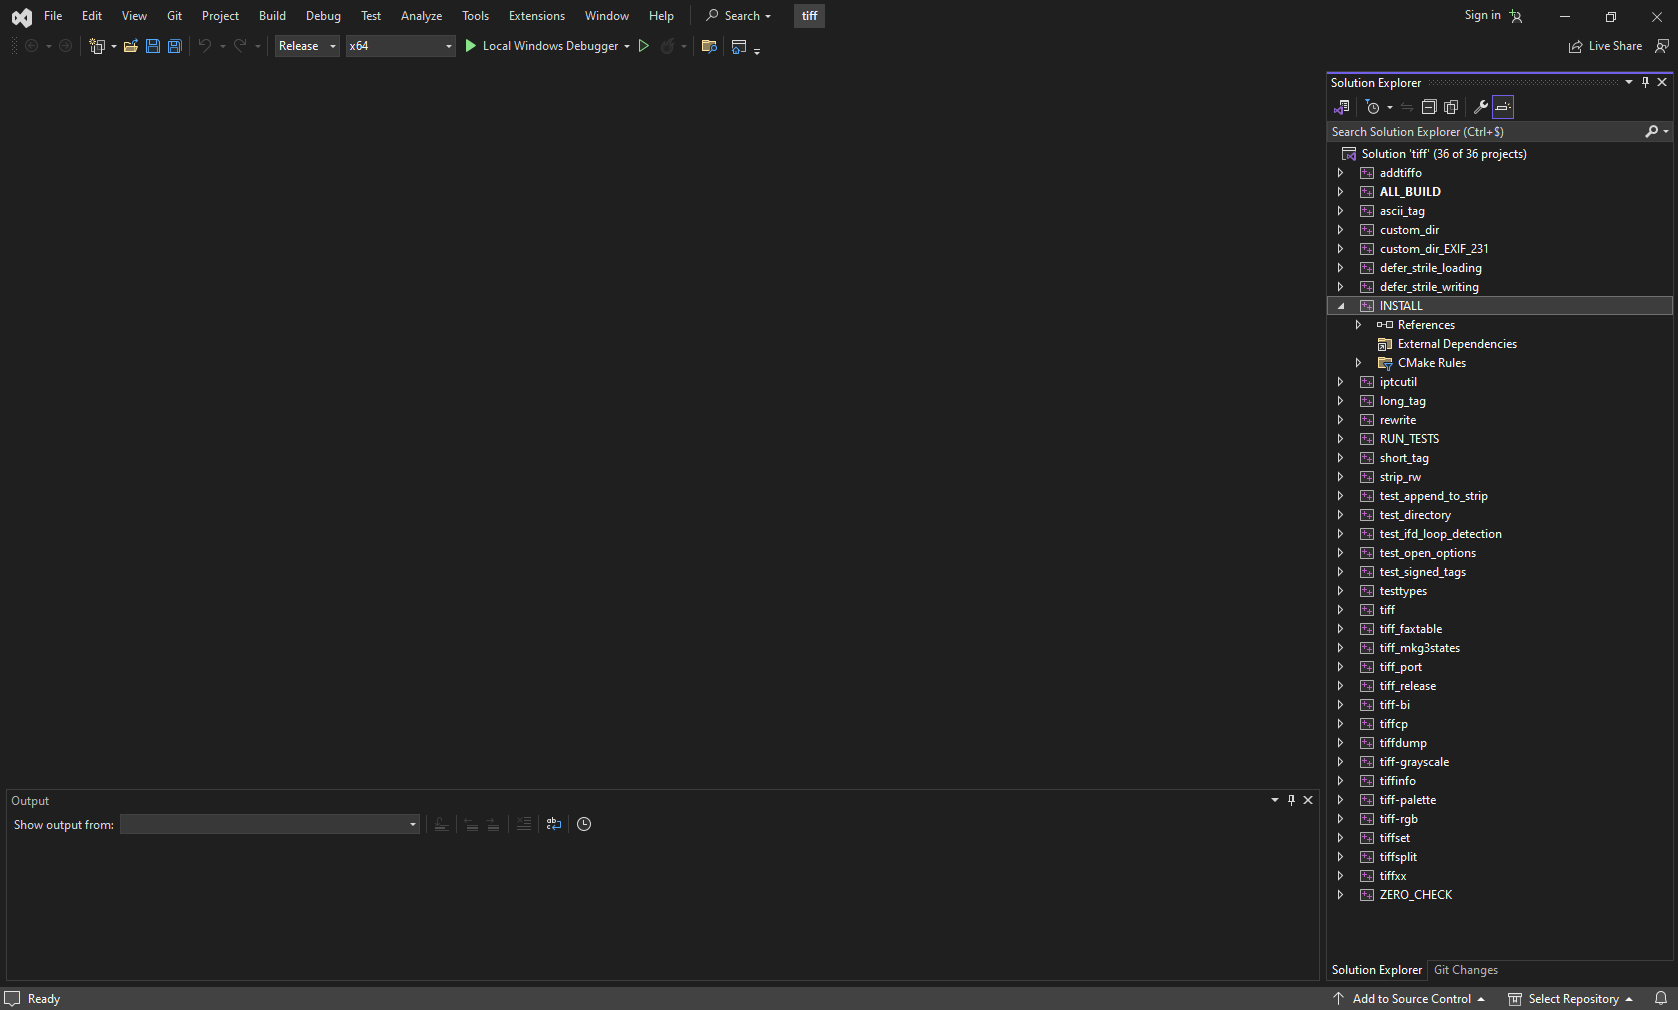 File Edit View Git Project Build Debug Test Analyze Tools Extensions Window Help Search tiff Sign in
Release x64 Local Windows Debugger Live Share
Solution Explorer
Search Solution Explorer (Ctrl+$)
Solution 'tiff' (36 of 36 projects)
addtiffo
ALL_BUILD
ascii_tag
custom_dir
custom_dir_EXIF_231
defer_strile_loading
defer_strile_writing
INSTALL
References
External Dependencies
CMake Rules
iptcutil
long_tag
rewrite
RUN_TESTS
short_tag
strip_rw
test_append_to_strip
test_directory
test_ifd_loop_detection
test_open_options
test_signed_tags
testtypes
tiff
tiff_faxtable
tiff_mkg3states
tiff_port
tiff_release
tiff-bi
tiffcp
tiffdump
tiff-grayscale
tiffinfo
tiff-palette
tiff-rgb
tiffset
tiffsplit
tiffxx
ZERO_CHECK
Solution Explorer Git Changes
Output
Show output from:
Ready Add to Source Control Select Repository